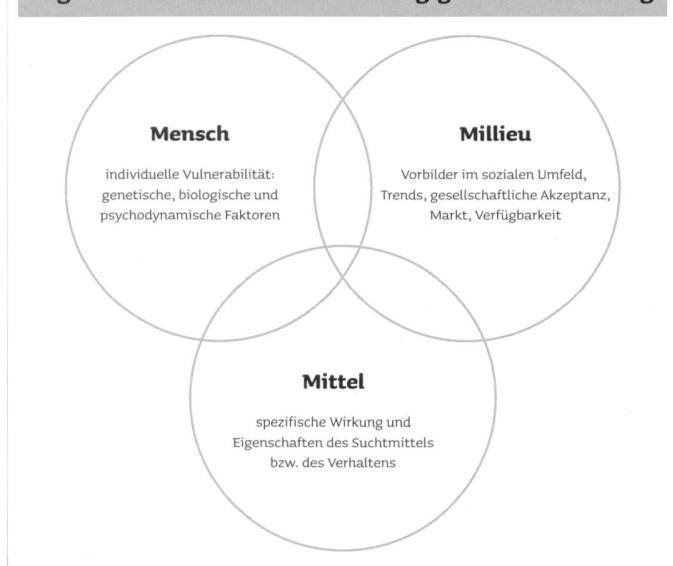 Mensch
individuelle Vulnerabilität:
genetische, biologische und
psychodynamische Faktoren
Millieu
Vorbilder im sozialen Umfeld,
Trends, gesellschaftliche Akzeptanz,
Markt, Verfügbarkeit
Mittel
spezifische Wirkung und
Eigenschaften des Suchtmittels
bzw. des Verhaltens